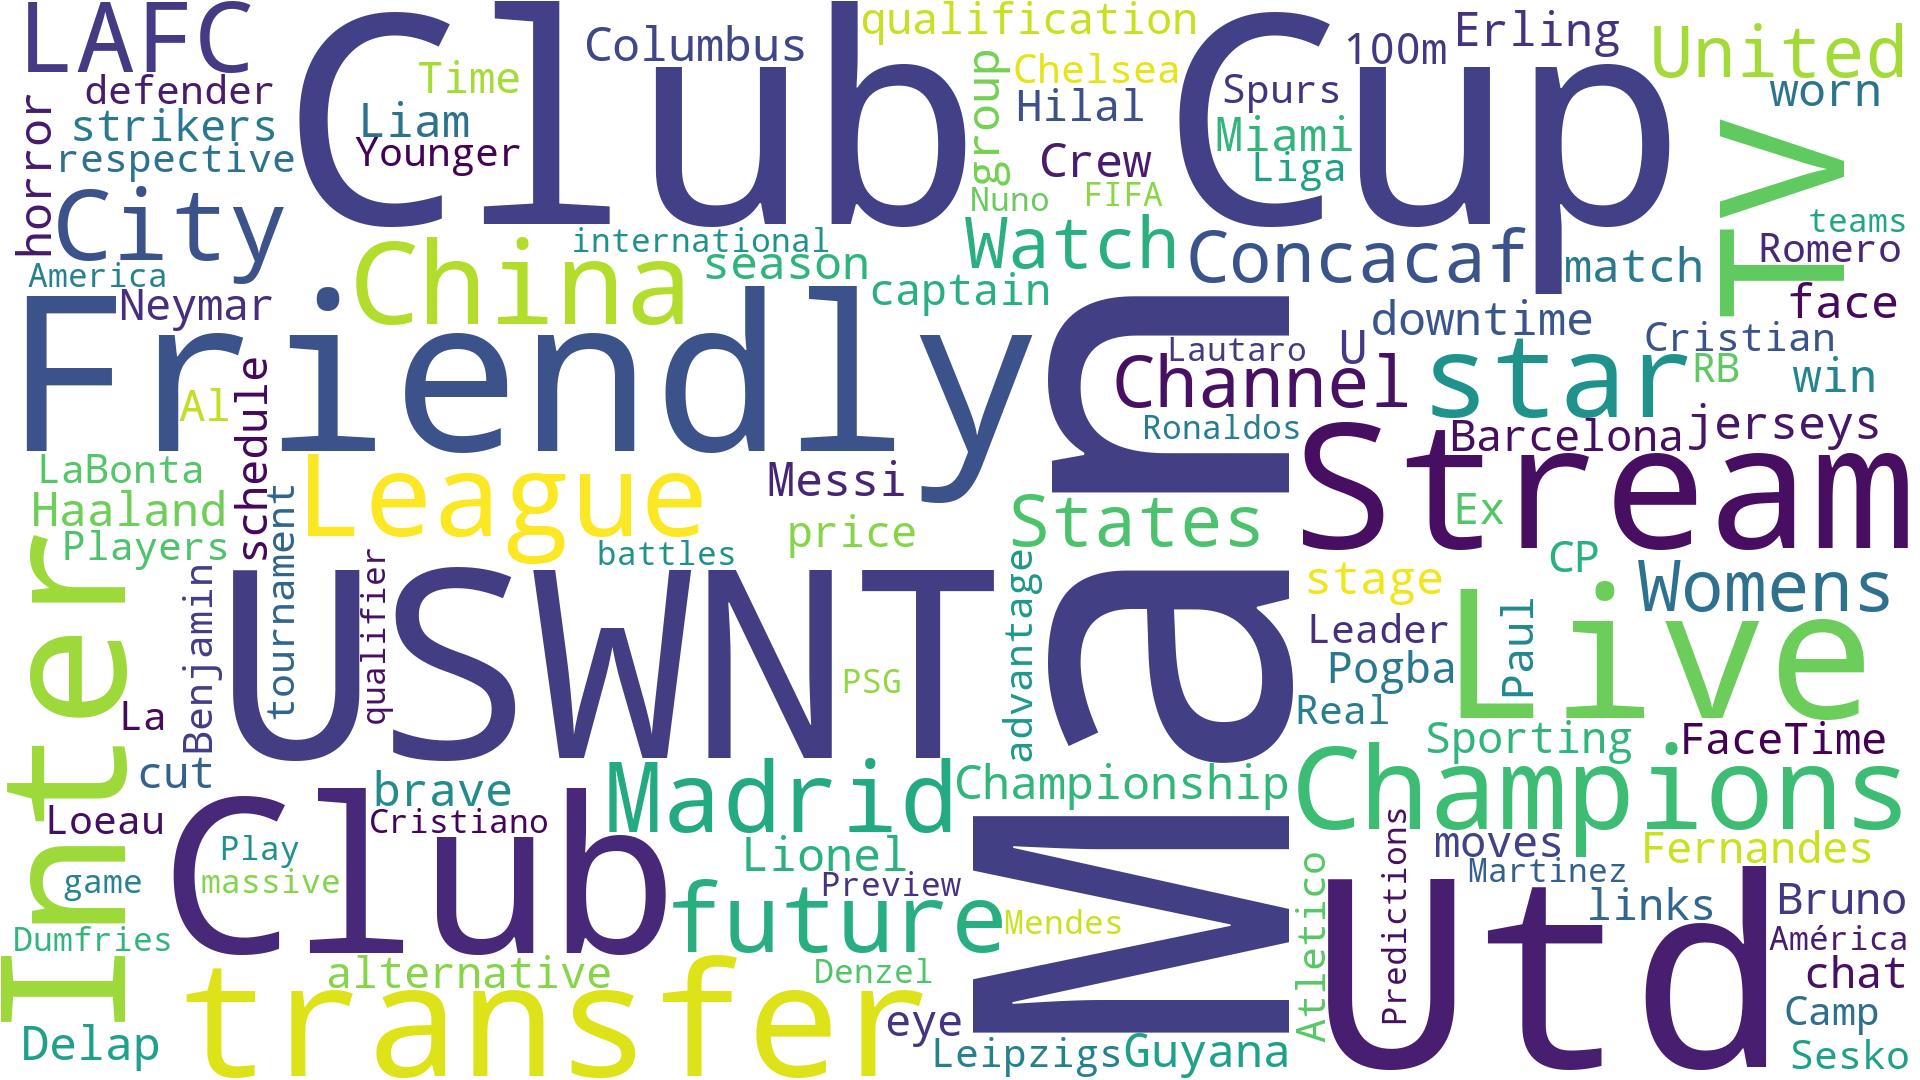 LAFC
Club
Cup
Columbus
qualification
100m
Erling
United
defender
Time
Chelsea
Spurs
worn
strikers
Liam
group
Hilal
Miami
Tv
horror
respective
Younger
Crew
Liga
City
Nuno
FIFA
teams
America
China
international
season
Watch
Concacaf
match
Romero
Neymar
captain
downtime
face
Friendly
Man
Lautaro
U
Cristian
schedule
Al
Channel
star
RB
win
Ronaldos
Barcelona
jerseys
LaBonta
League
Messi
Stream
Haaland
tournament
price
States
Ex
Players
qualifier
battles
advantage
CP
Inter
Benjamin
USWNT
stage
Womens
Leader
Paul
Live
PSG
Pogba
La
Real
cut
Sporting
FaceTime
brave
Madrid
Championship
Champions
Loeau
Club
Cristiano
Predictions
moves
Fernandes
Play
Lionel
Atletico
Martinez
game
massive
Preview
future
links
Bruno
Dumfries
Mendes
Utd
América
alternative
Denzel
chat
Delap
transfer
eye
Camp
Leipzigs
Guyana
Sesko